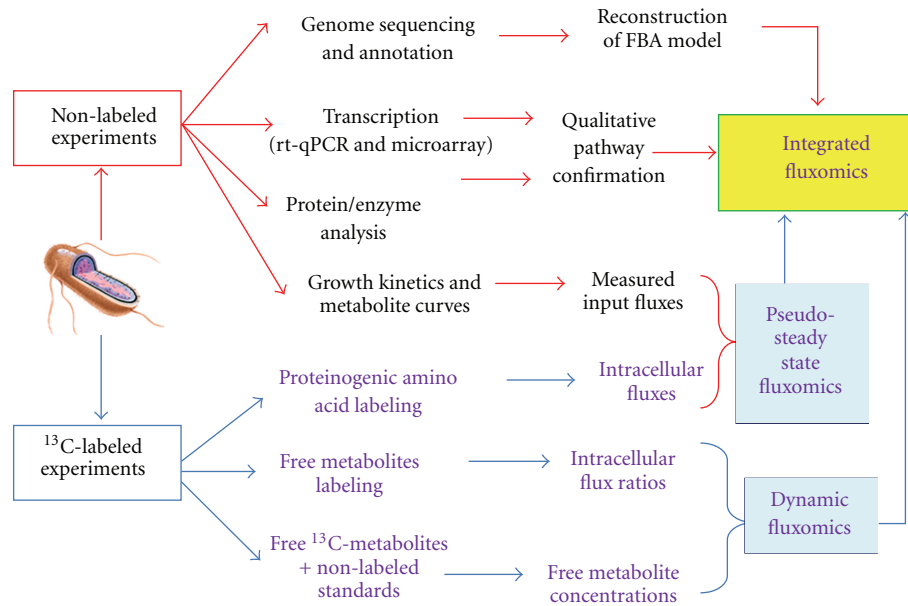 Genome sequencing
and annotation
Reconstruction
of FBA model
Non-labeled
experiments
Transcription
(rt-qPCR and microarray)
Qualitative
pathway
confirmation
Integrated
fluxomics
Protein/enzyme
analysis
Growth kinetics and
metabolite curves
Measured
input fluxes
Pseudo-
steady
state
fluxomics
Proteinogenic amino
acid labeling
Intracellular
fluxes
¹³C-labeled
experiments
Free metabolites
labeling
Intracellular
flux ratios
Dynamic
fluxomics
Free ¹³C-metabolites
+ non-labeled
standards
Free metabolite
concentrations